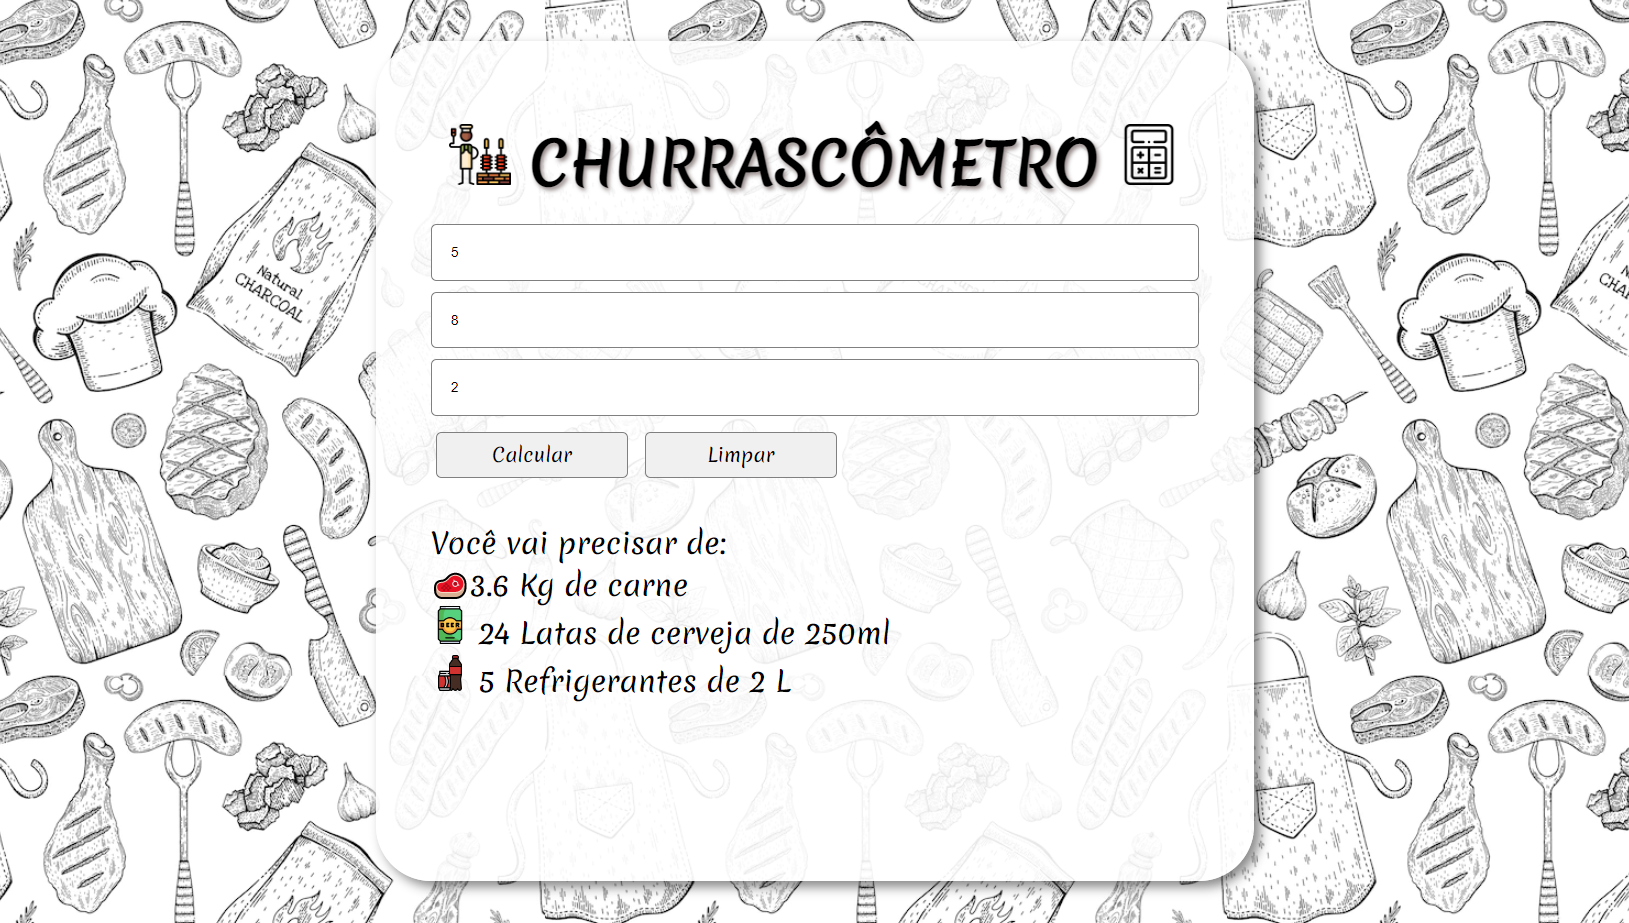 Natural
CHARCOAL
CHURRASCÔMETRO
5
8
2
Calcular
Limpar
Você vai precisar de:
3.6 Kg de carne
BEER
24 Latas de cerveja de 250ml
5 Refrigerantes de 2 L